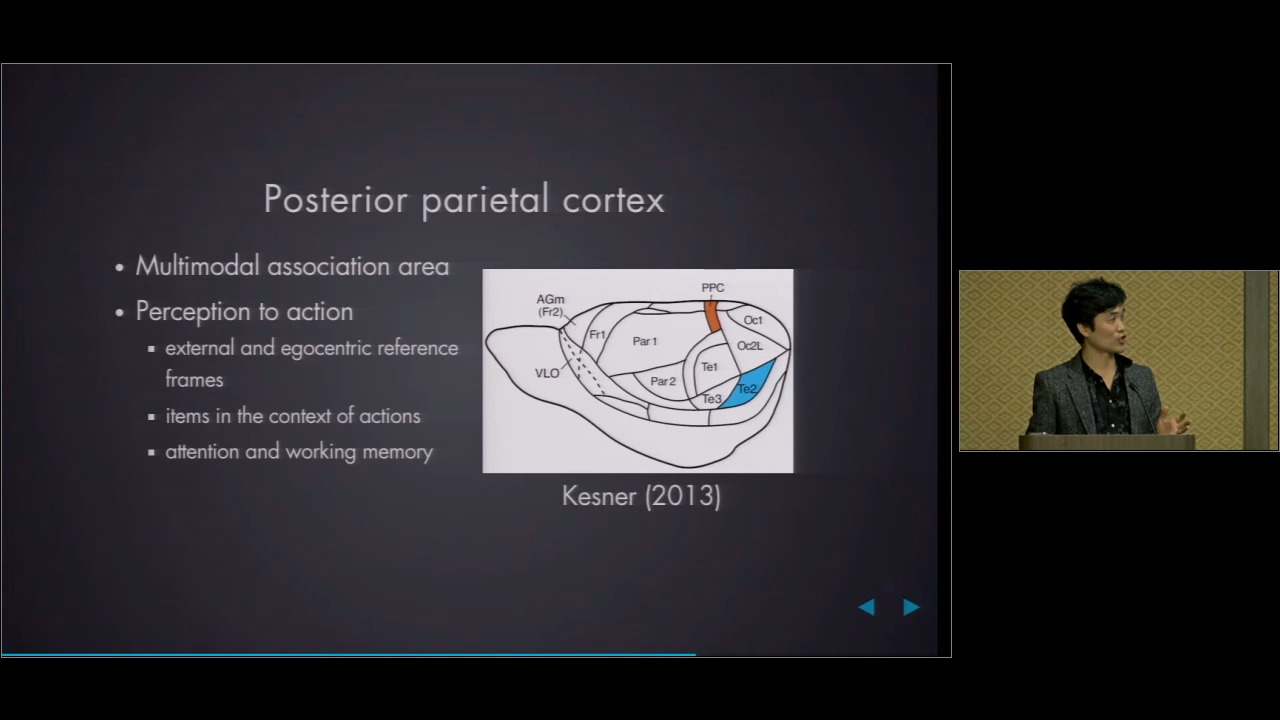 Posterior parietal cortex
• Multimodal association area
• Perception to action
▪ external and egocentric reference
frames
▪ items in the context of actions
▪ attention and working memory
PPC
AGm
(Fr2)
Fr1
Par 1
Oc1
Oc2L
VLO
Par 2
Te1
Te2
Te3
Kesner (2013)